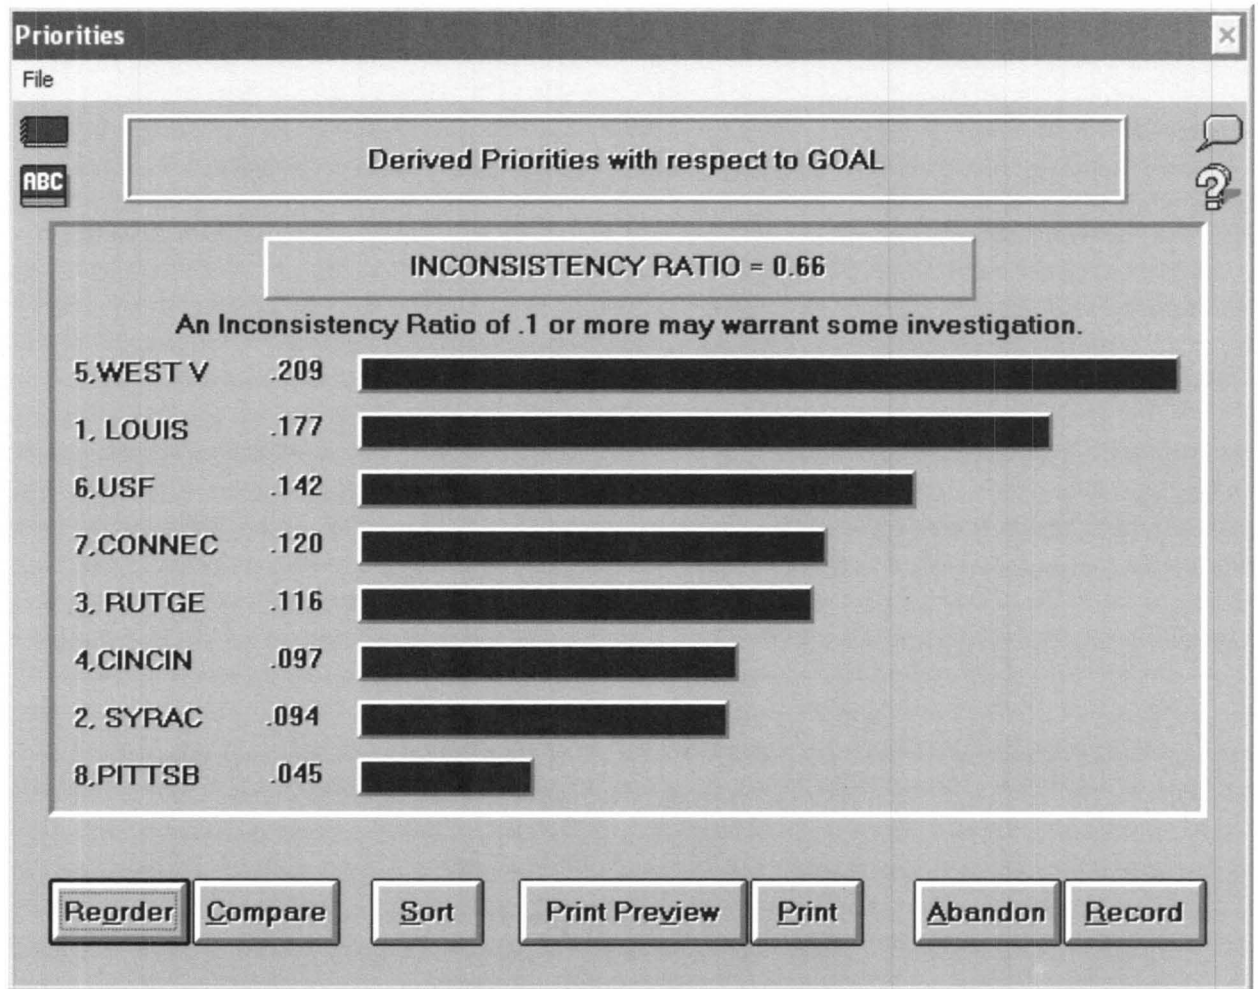 Priorities
File
Derived Priorities with respect to GOAL
ABC
?
INCONSISTENCY RATIO = 0.66
An Inconsistency Ratio of .1 or more may warrant some investigation.
5,WEST V .209
1, LOUIS .177
6,USF .142
7,CONNEC .120
3, RUTGE .116
4,CINCIN .097
2, SYRAC .094
8,PITTSB .045
Reorder Compare Sort Print Preview Print Abandon Record